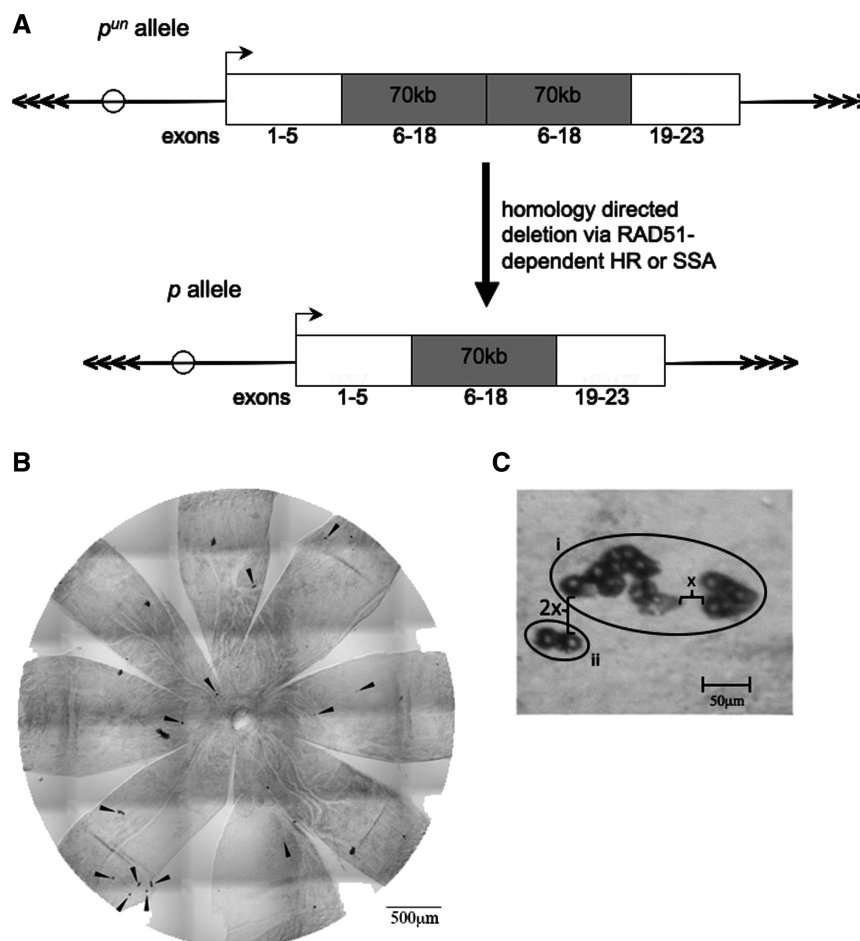 A
pun allele
70kb 70kb
exons 1-5 6-18 6-18 19-23
homology directed
deletion via RAD51-
dependent HR or SSA
p allele
70kb
exons 1-5 6-18 19-23
B
500μm
C
i
x
2x
ii
50μm